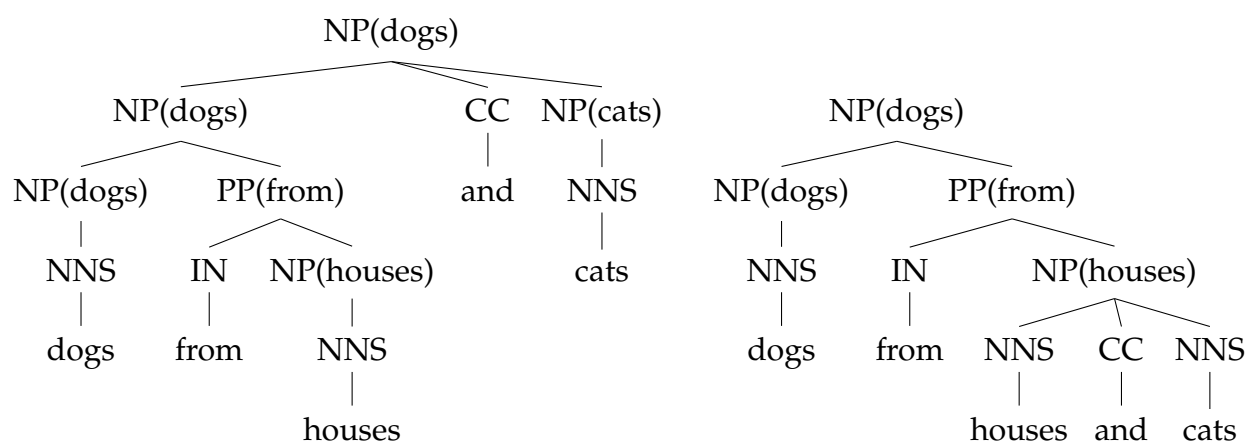 NP(dogs)
NP(dogs) CC NP(cats) NP(dogs)
NP(dogs) PP(from) and NNS NP(dogs) PP(from)
NNS IN NP(houses) cats NNS IN NP(houses)
dogs from NNS dogs from NNS CC NNS
houses houses and cats